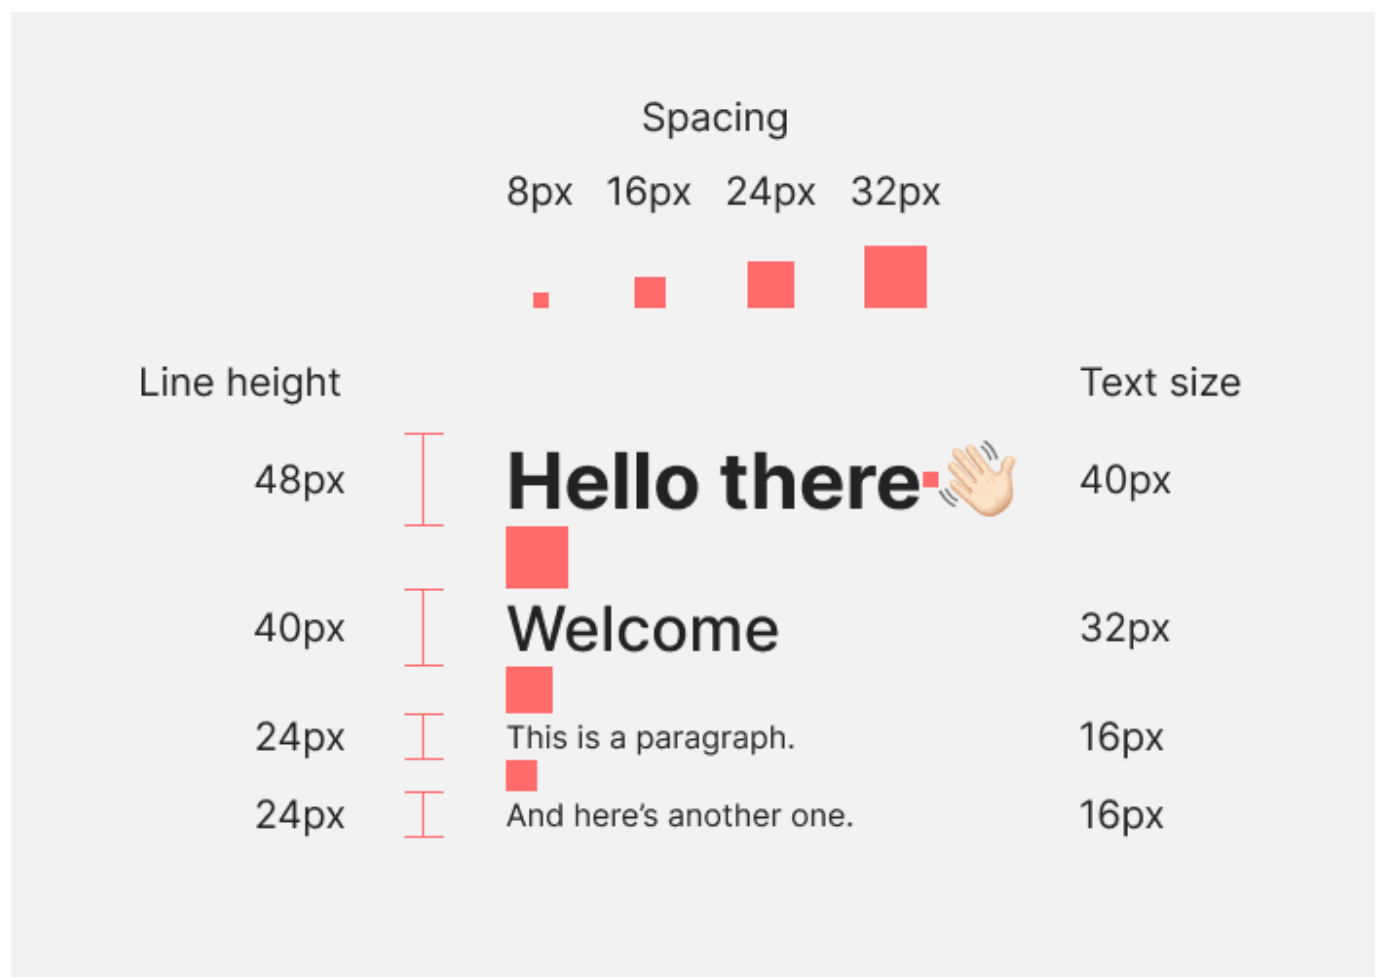 Spacing
8px 16px 24px 32px
Line height Text size
48px Hello there 👋🏻 40px
40px Welcome 32px
24px This is a paragraph. 16px
24px And here’s another one. 16px